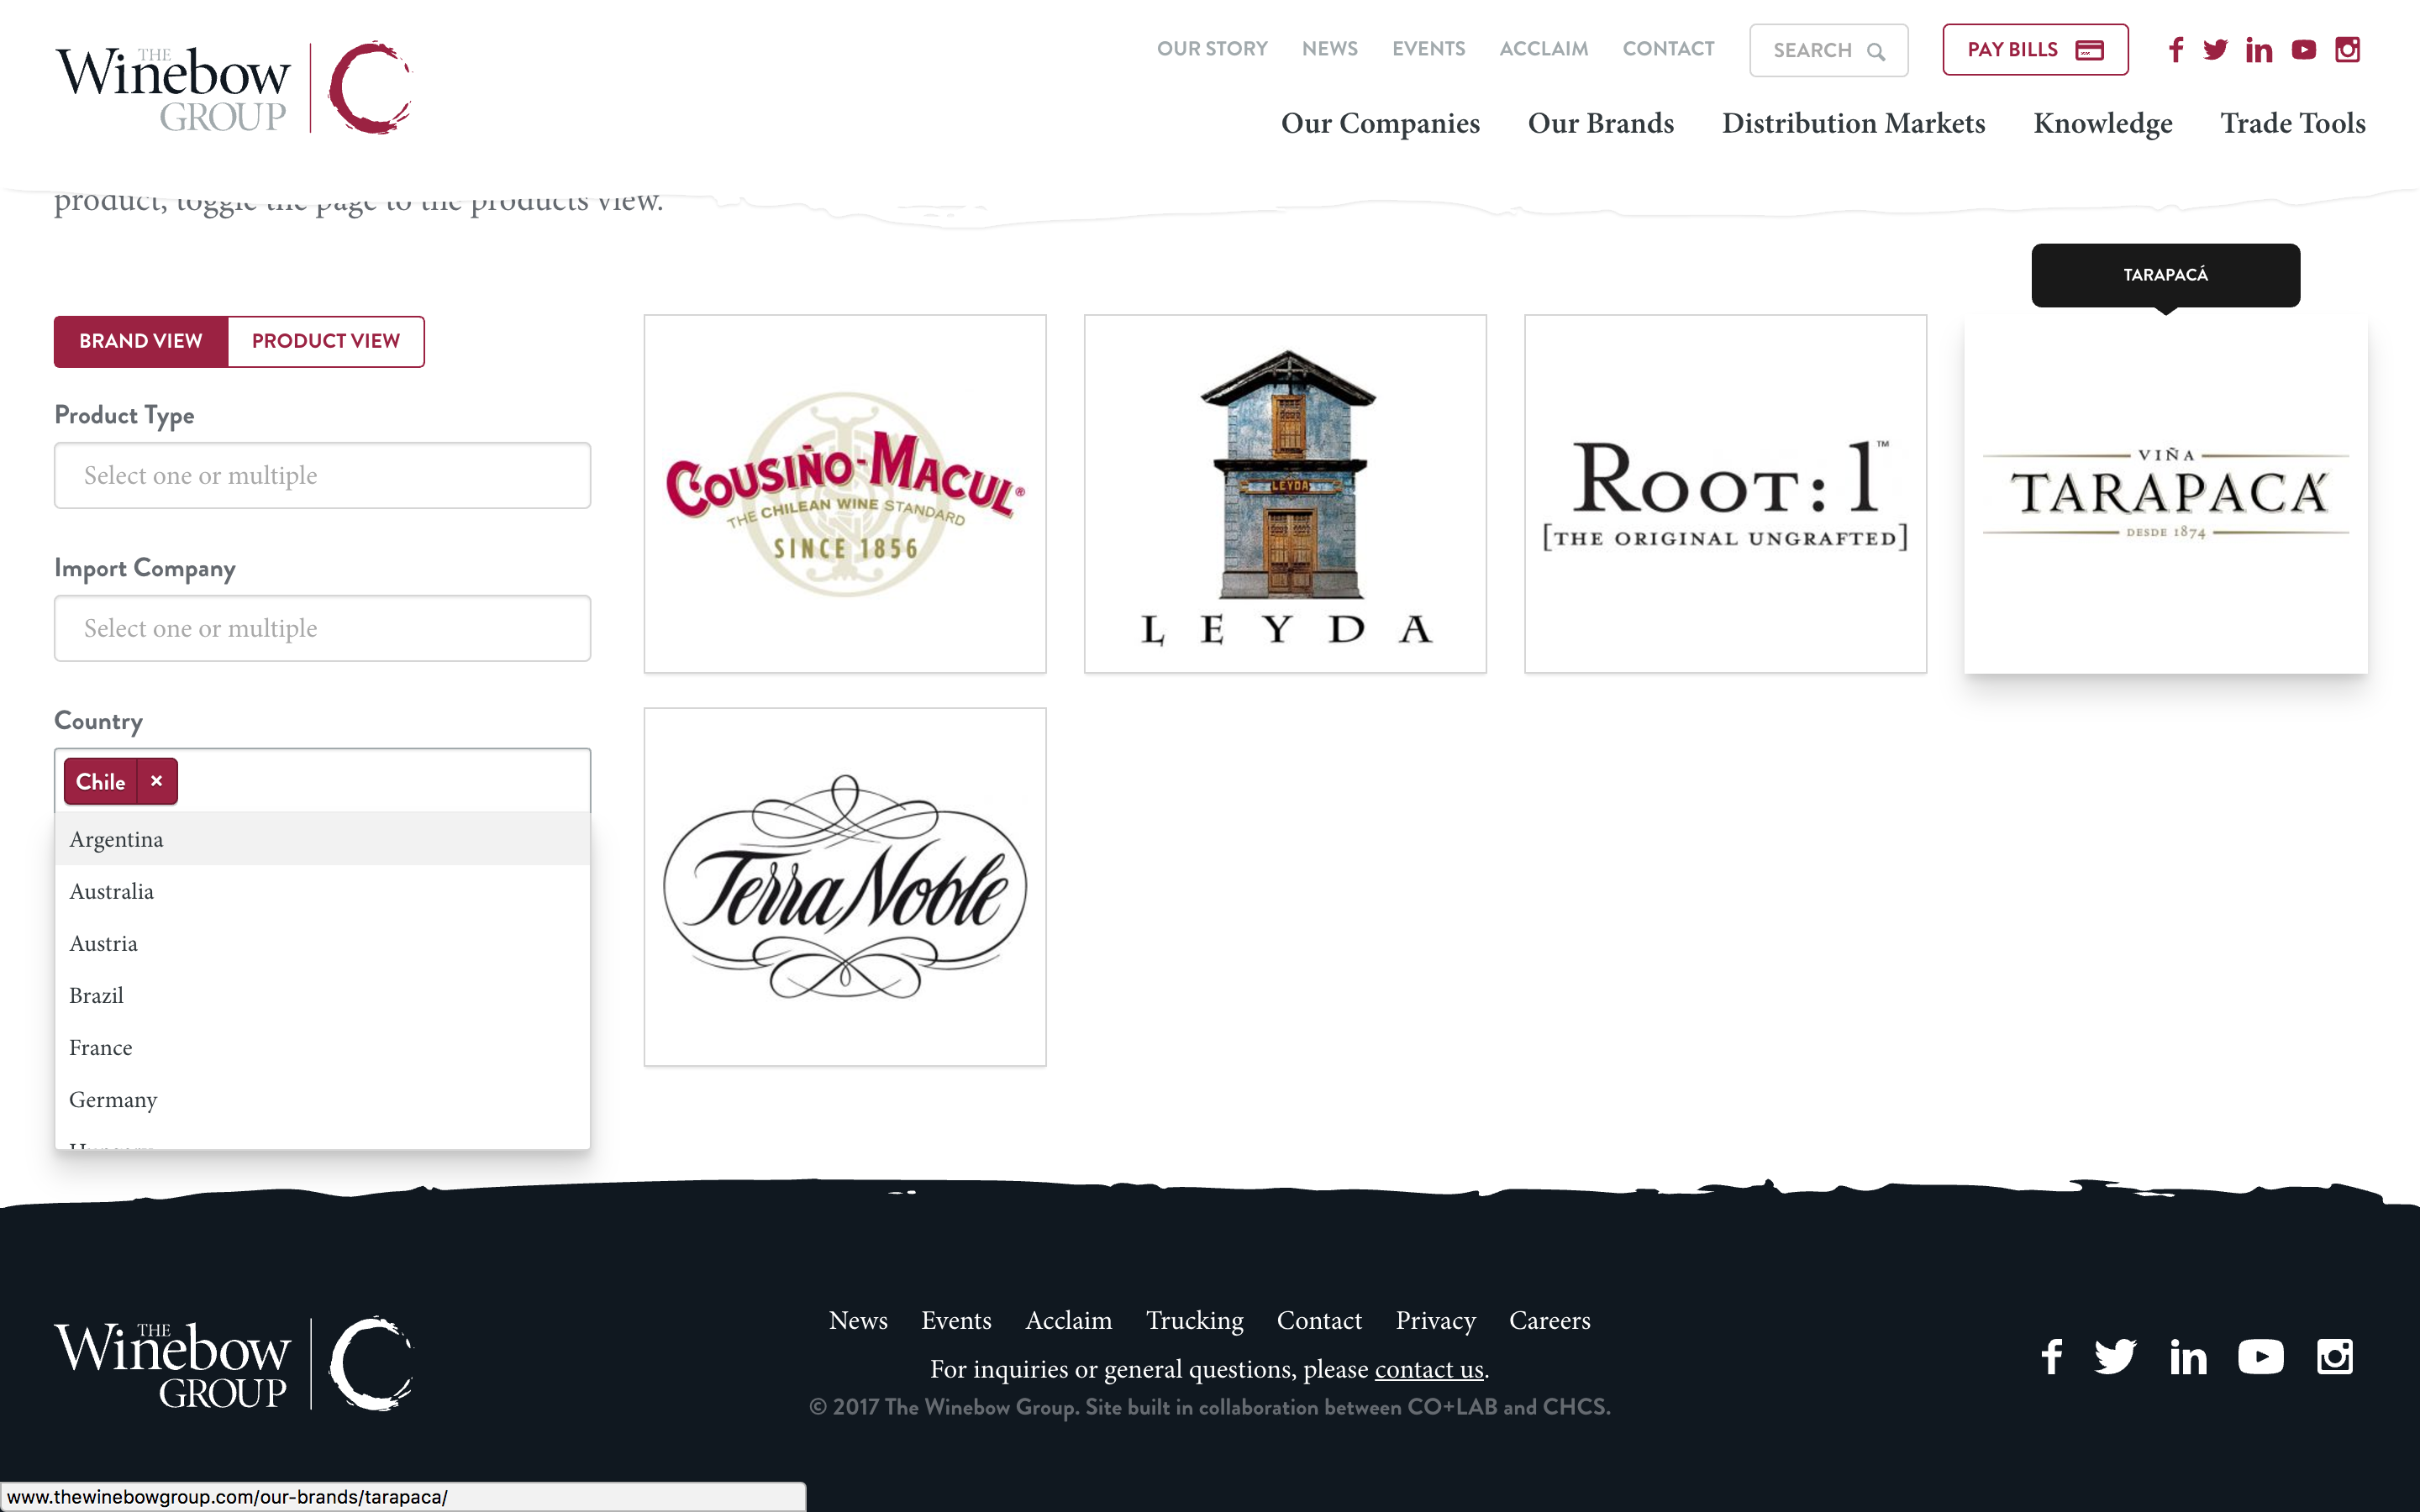 THE
Winebow
GROUP
OUR STORY NEWS EVENTS ACCLAIM CONTACT SEARCH PAY BILLS
Our Companies Our Brands Distribution Markets Knowledge Trade Tools
product, toggle the page to the products view.
TARAPACÁ
BRAND VIEW PRODUCT VIEW
Product Type
Select one or multiple
Import Company
Select one or multiple
Country
Chile ×
Argentina
Australia
Austria
Brazil
France
Germany
Hungary
COUSIÑO-MACUL®
THE CHILEAN WINE STANDARD
SINCE 1856
LEYDA
LEYDA
ROOT:1™
[THE ORIGINAL UNGRAFTED]
VIÑA
TARAPACÁ
DESDE 1874
TerraNoble
THE
Winebow
GROUP
News Events Acclaim Trucking Contact Privacy Careers
For inquiries or general questions, please contact us.
© 2017 The Winebow Group. Site built in collaboration between CO+LAB and CHCS.
www.thewinebowgroup.com/our-brands/tarapaca/